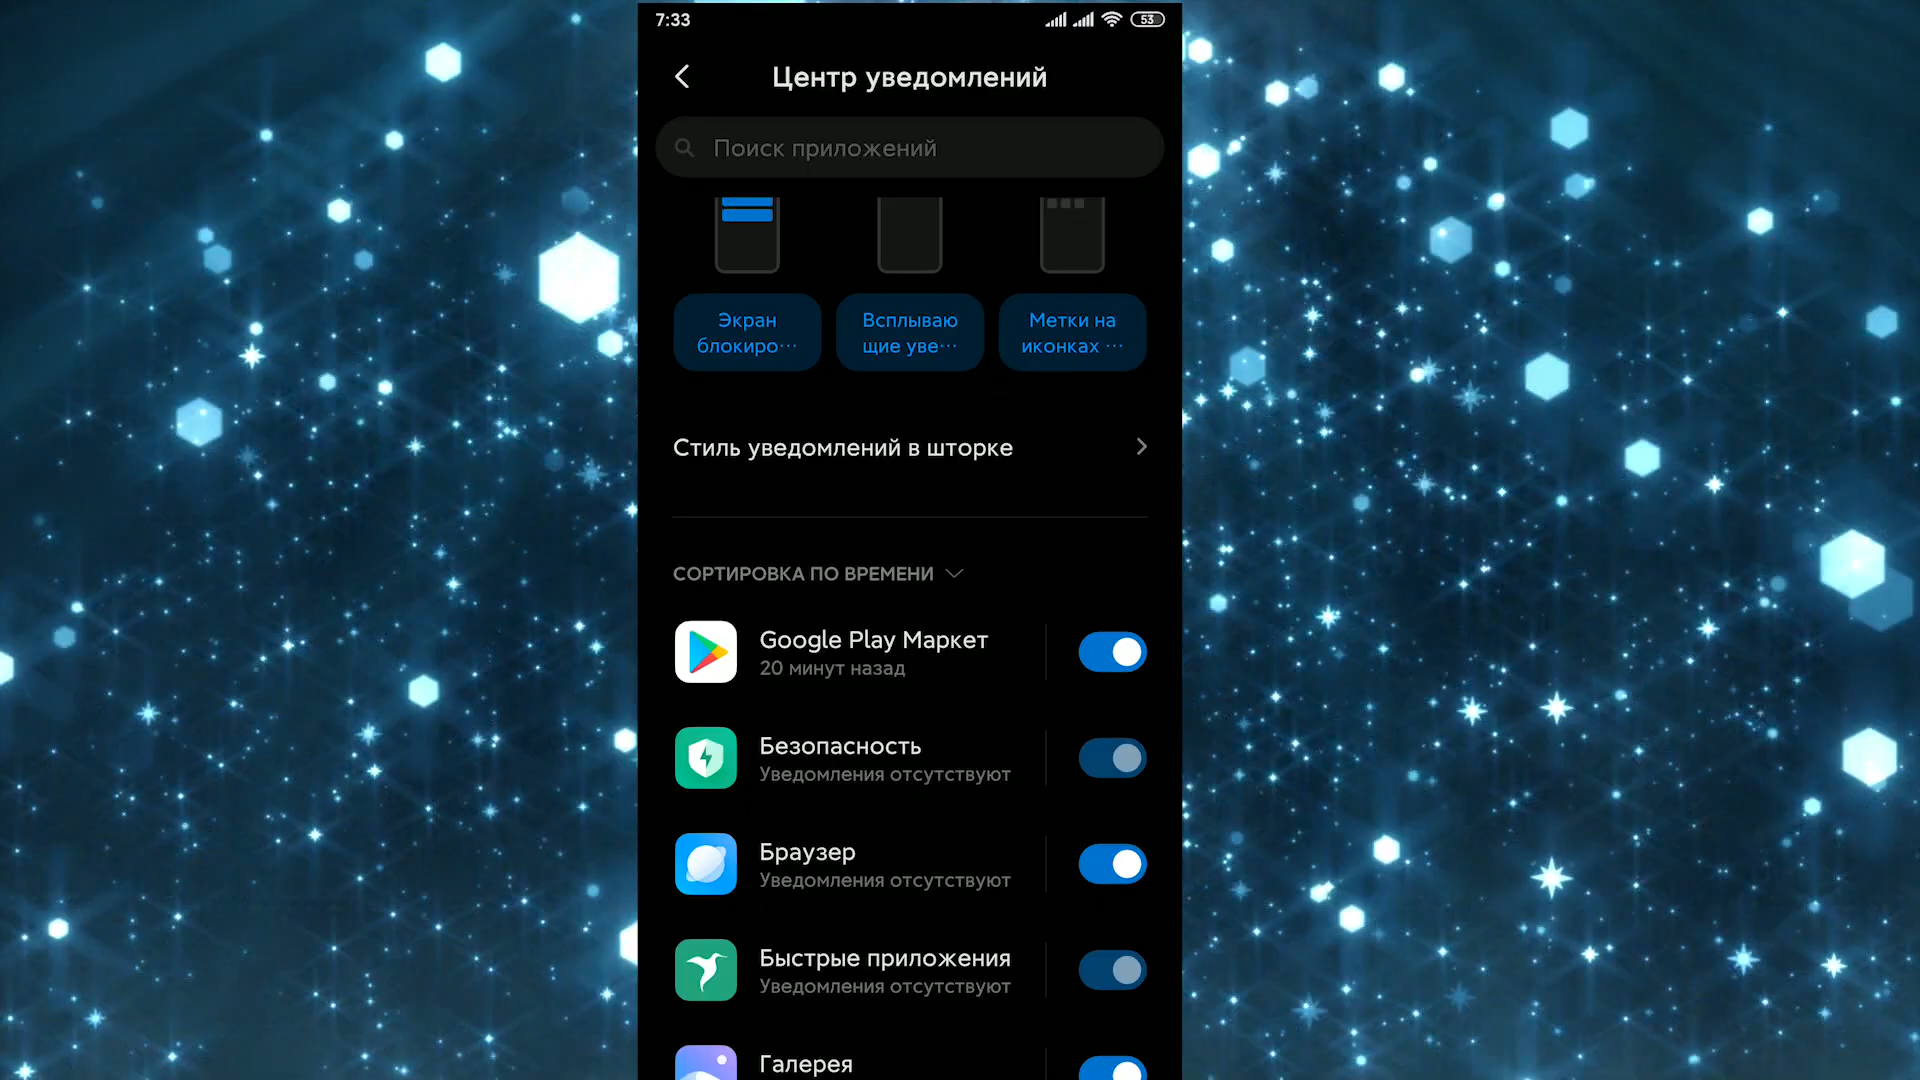 7:33
53
Центр уведомлений
Поиск приложений
Экран
блокиро···
Всплываю
щие уве···
Метки на
иконках ···
Стиль уведомлений в шторке
СОРТИРОВКА ПО ВРЕМЕНИ
Google Play Маркет
20 минут назад
Безопасность
Уведомления отсутствуют
Браузер
Уведомления отсутствуют
Быстрые приложения
Уведомления отсутствуют
Галерея